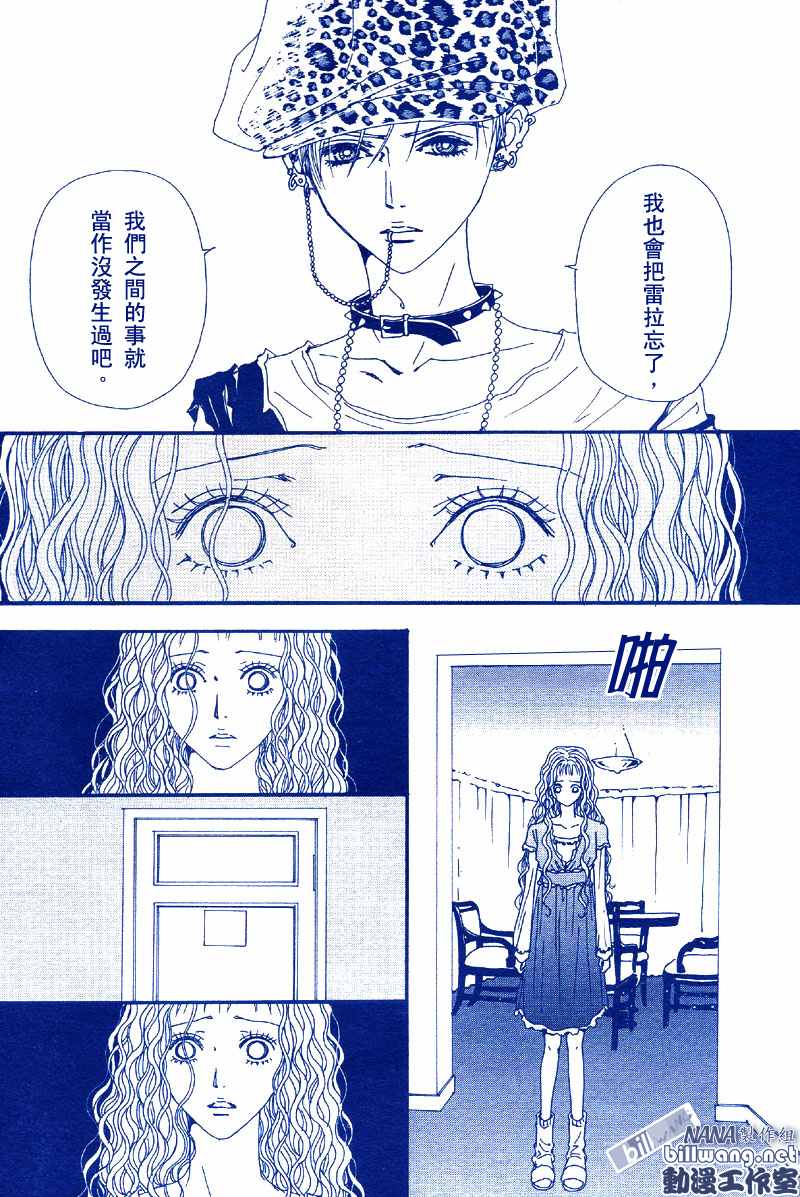 我也會把雷拉忘了，
我們之間的事就
當作沒發生過吧。
啪
bill
NANA製作組
billwang.net
動漫工作室